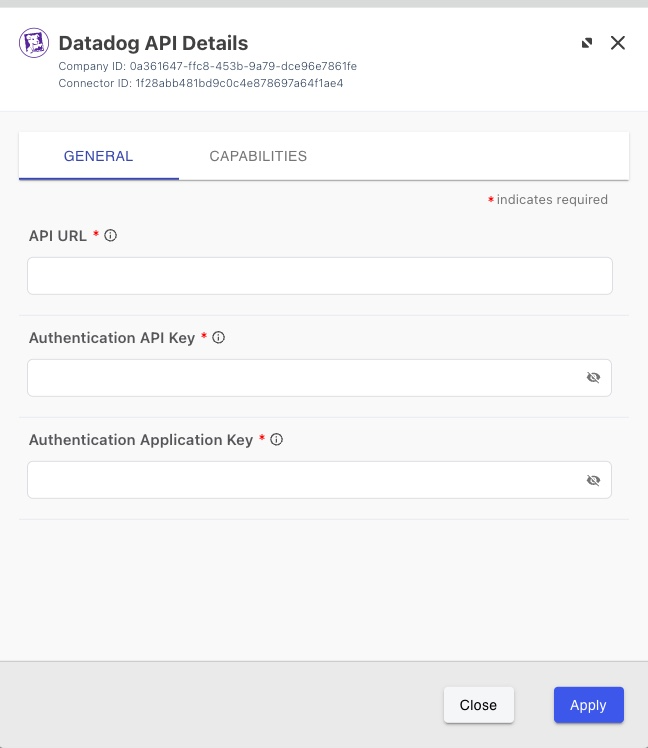 Datadog API Details
Company ID: 0a361647-ffc8-453b-9a79-dce96e7861fe
Connector ID: 1f28abb481bd9c0c4e878697a64f1ae4
GENERAL
CAPABILITIES
* indicates required
API URL *
Authentication API Key *
Authentication Application Key *
Close
Apply